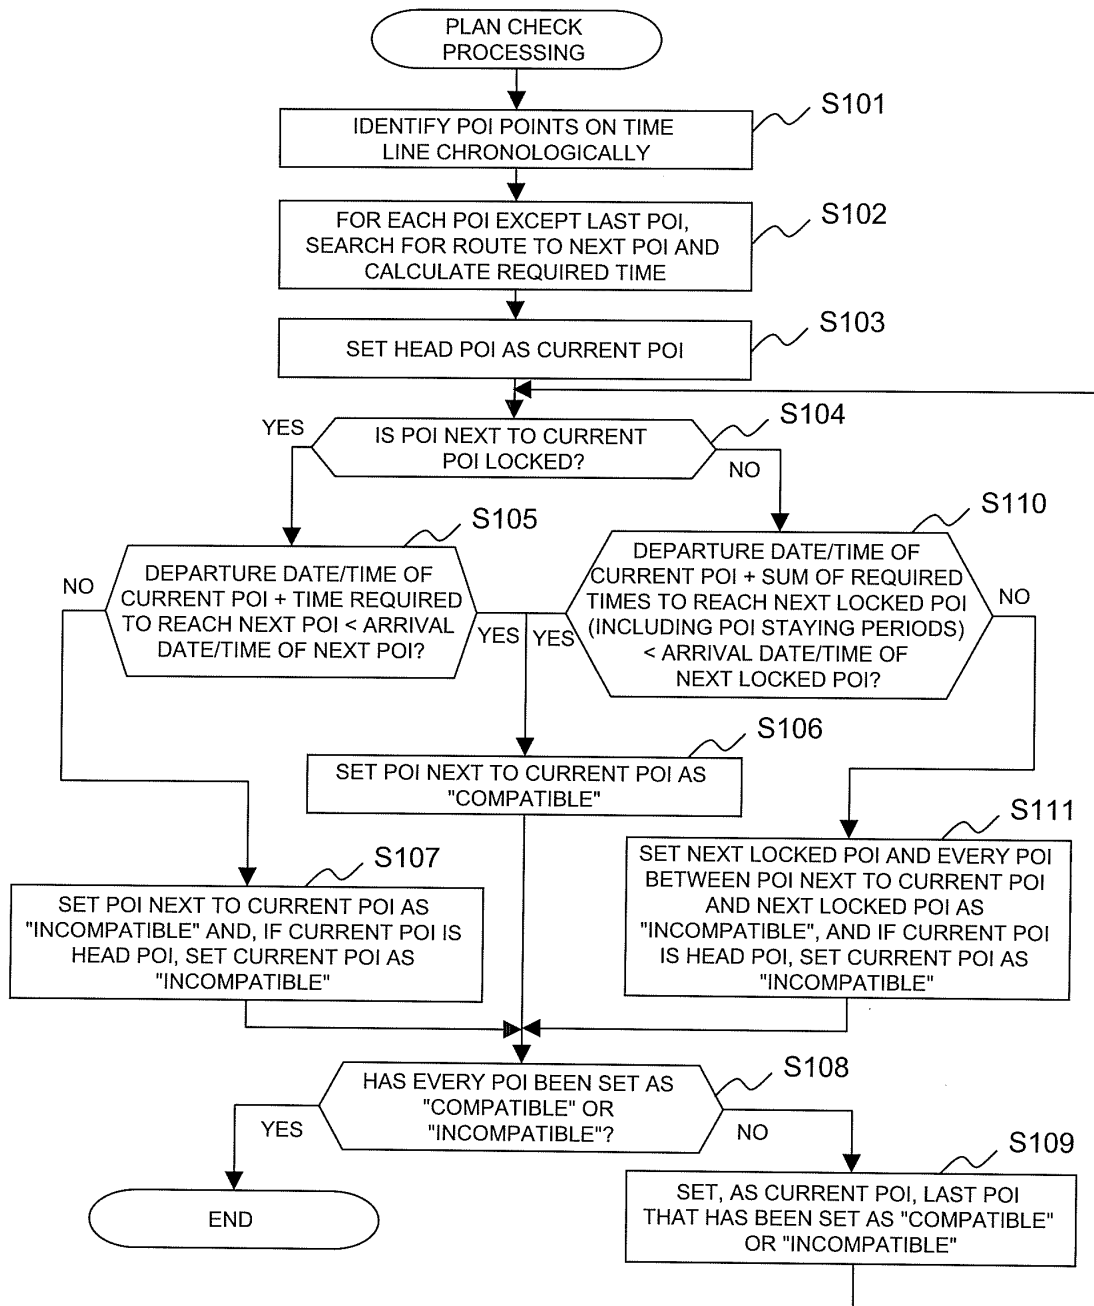 PLAN CHECK
PROCESSING
S101
IDENTIFY POI POINTS ON TIME
LINE CHRONOLOGICALLY
S102
FOR EACH POI EXCEPT LAST POI,
SEARCH FOR ROUTE TO NEXT POI AND
CALCULATE REQUIRED TIME
S103
SET HEAD POI AS CURRENT POI
S104
YES
IS POI NEXT TO CURRENT
POI LOCKED?
NO
S105
NO
DEPARTURE DATE/TIME OF
CURRENT POI + TIME REQUIRED
TO REACH NEXT POI < ARRIVAL
DATE/TIME OF NEXT POI?
YES
S110
YES
DEPARTURE DATE/TIME OF
CURRENT POI + SUM OF REQUIRED
TIMES TO REACH NEXT LOCKED POI
(INCLUDING POI STAYING PERIODS)
< ARRIVAL DATE/TIME OF
NEXT LOCKED POI?
NO
S106
SET POI NEXT TO CURRENT POI AS
"COMPATIBLE"
S107
SET POI NEXT TO CURRENT POI AS
"INCOMPATIBLE" AND, IF CURRENT POI IS
HEAD POI, SET CURRENT POI AS
"INCOMPATIBLE"
S111
SET NEXT LOCKED POI AND EVERY POI
BETWEEN POI NEXT TO CURRENT POI
AND NEXT LOCKED POI AS
"INCOMPATIBLE", AND IF CURRENT POI
IS HEAD POI, SET CURRENT POI AS
"INCOMPATIBLE"
S108
HAS EVERY POI BEEN SET AS
"COMPATIBLE" OR
"INCOMPATIBLE"?
YES
NO
S109
END
SET, AS CURRENT POI, LAST POI
THAT HAS BEEN SET AS "COMPATIBLE"
OR "INCOMPATIBLE"